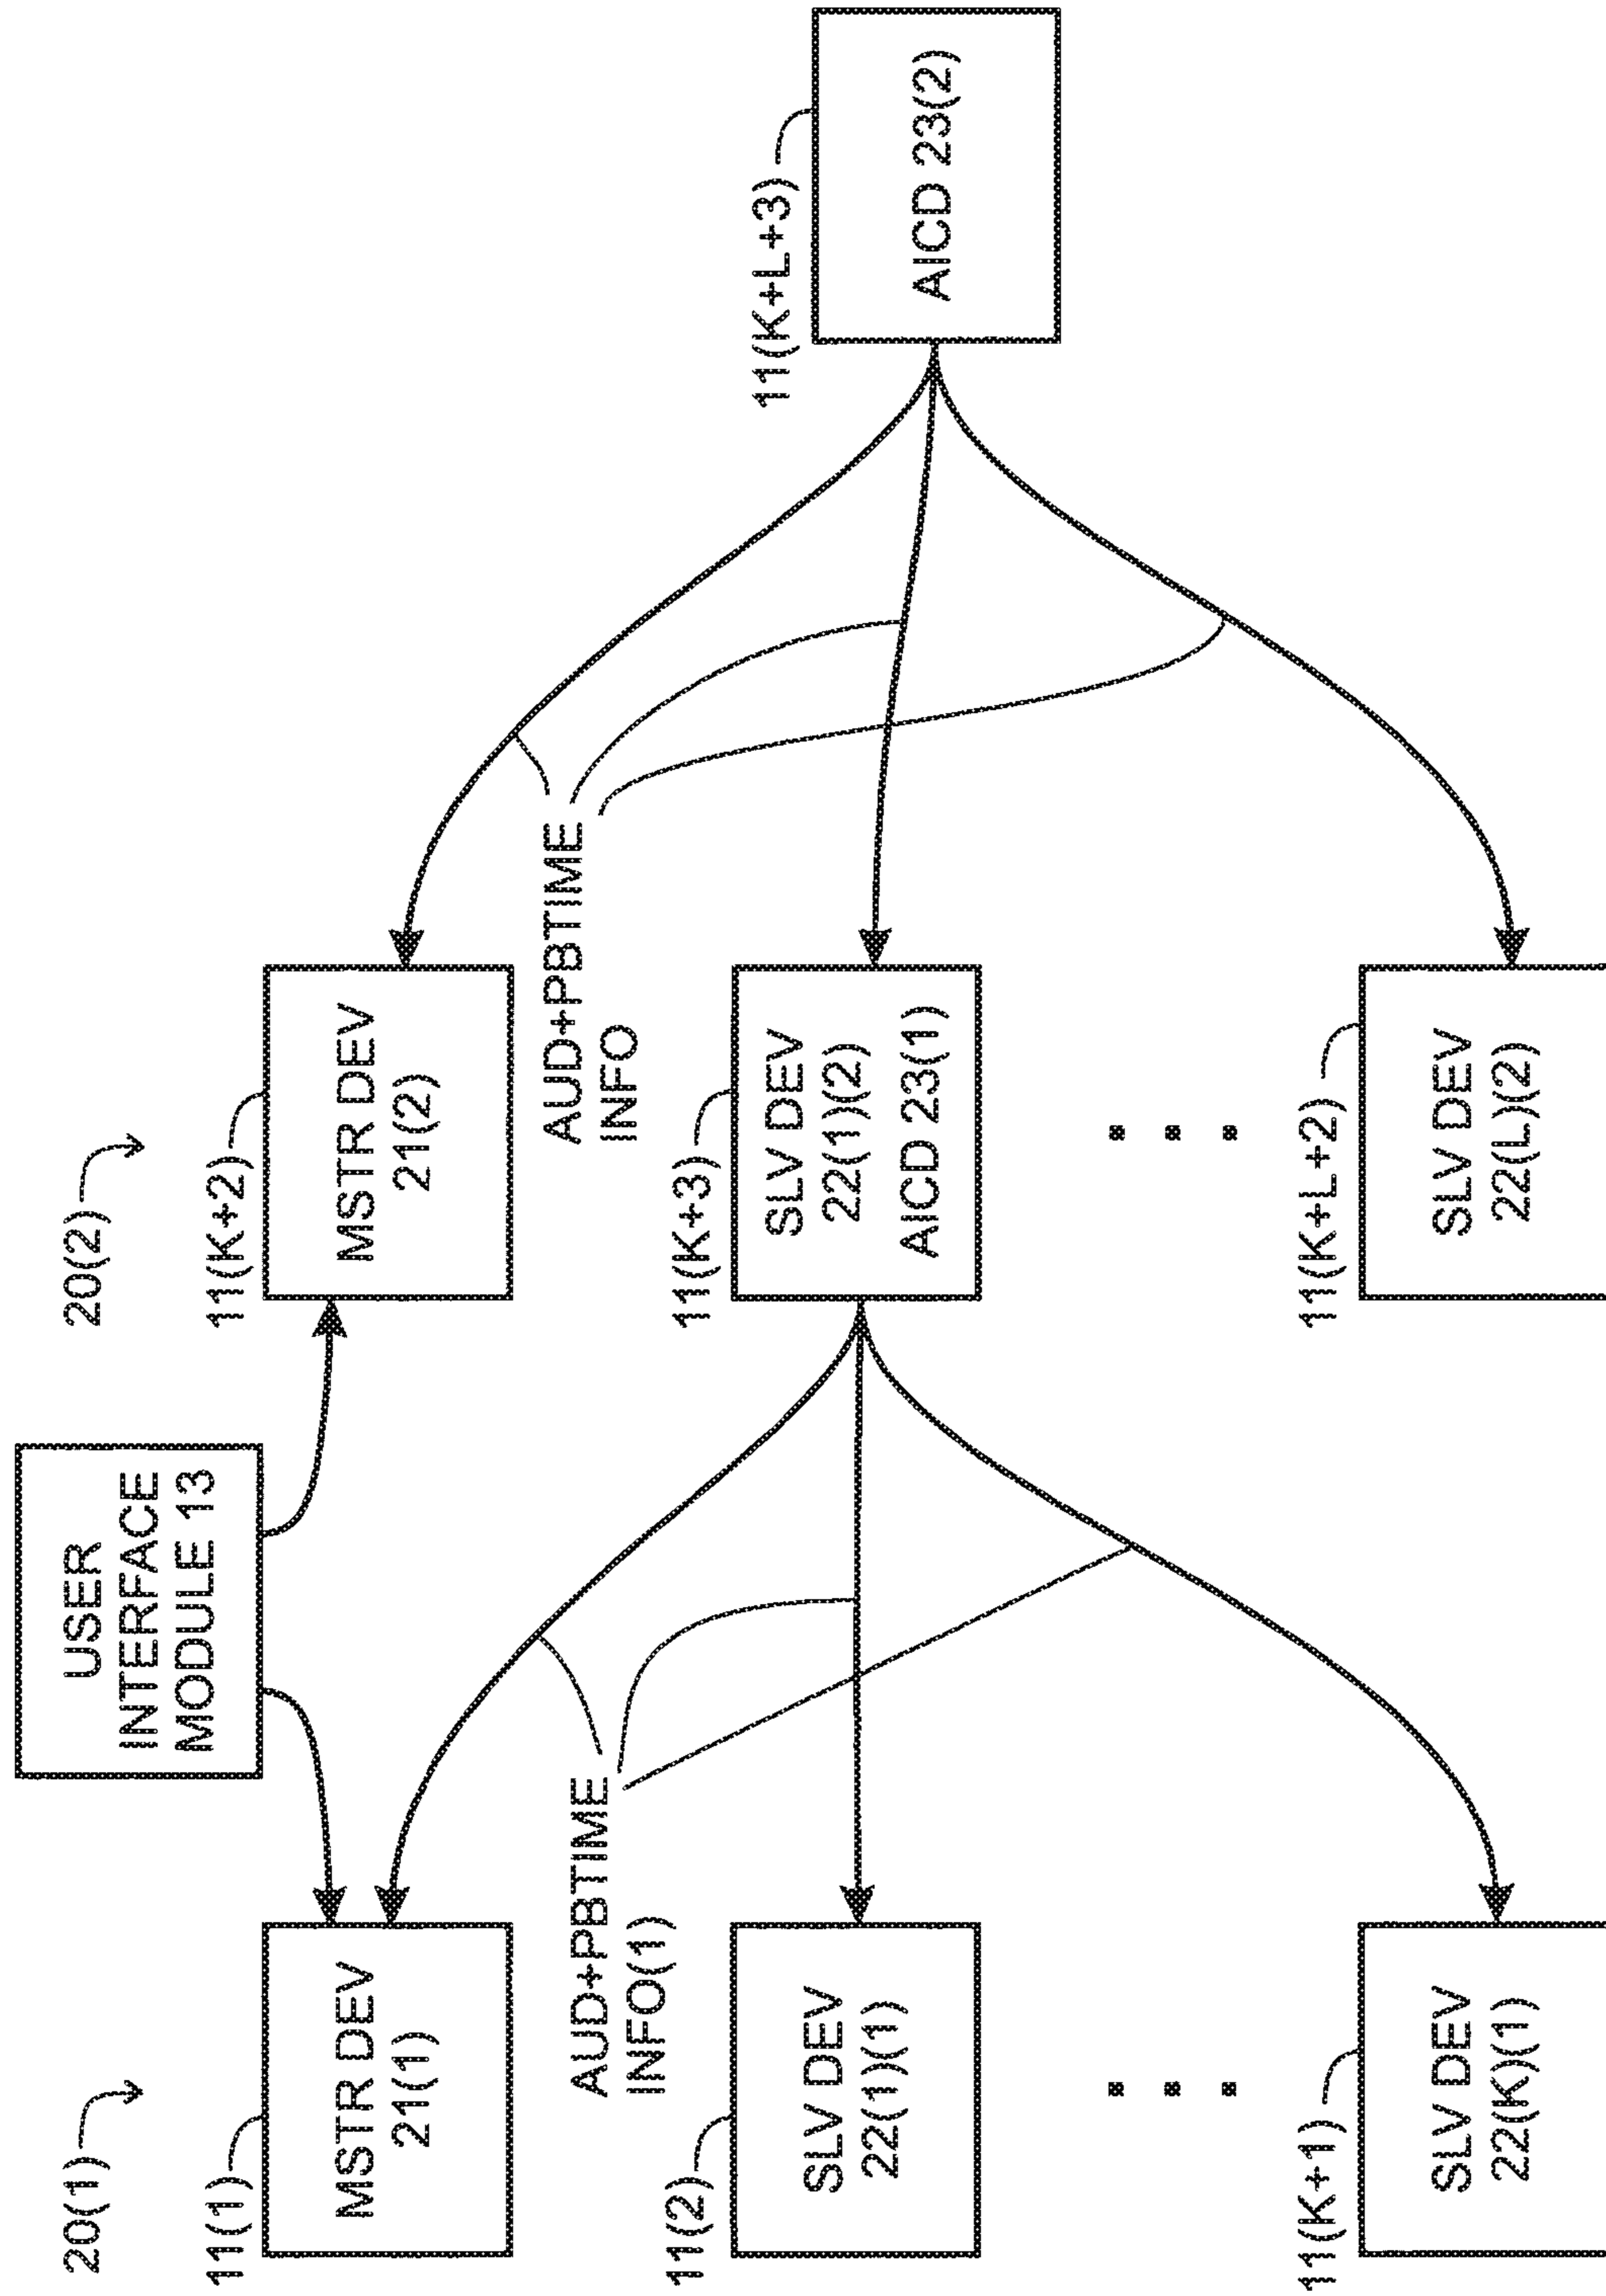 USER
INTERFACE
MODULE 13
20(1)
20(2)
11(1)
MSTR DEV
21(1)
11(K+2)
MSTR DEV
21(2)
AUD+PBTIME
INFO(1)
AUD+PBTIME
INFO
11(2)
SLV DEV
22(1)(1)
11(K+3)
SLV DEV
22(1)(2)
AICD 23(1)
11(K+L+3)
AICD 23(2)
11(K+1)
SLV DEV
22(K)(1)
11(K+L+2)
SLV DEV
22(L)(2)